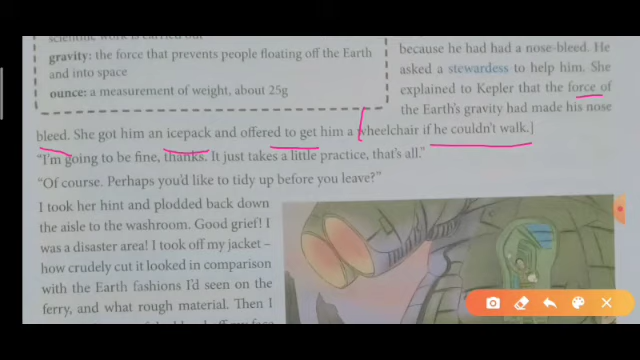 scientific work is carried out
gravity: the force that prevents people floating off the Earth
and into space
ounce: a measurement of weight, about 25g
because he had had a nose-bleed. He
asked a stewardess to help him. She
explained to Kepler that the force of
the Earth's gravity had made his nose
bleed. She got him an icepack and offered to get him a wheelchair if he couldn't walk.
"I'm going to be fine, thanks. It just takes a little practice, that's all."
"Of course. Perhaps you'd like to tidy up before you leave?"
I took her hint and plodded back down
the aisle to the washroom. Good grief! I
was a disaster area! I took off my jacket –
how crudely cut it looked in comparison
with the Earth fashions I'd seen on the
ferry, and what rough material. Then I